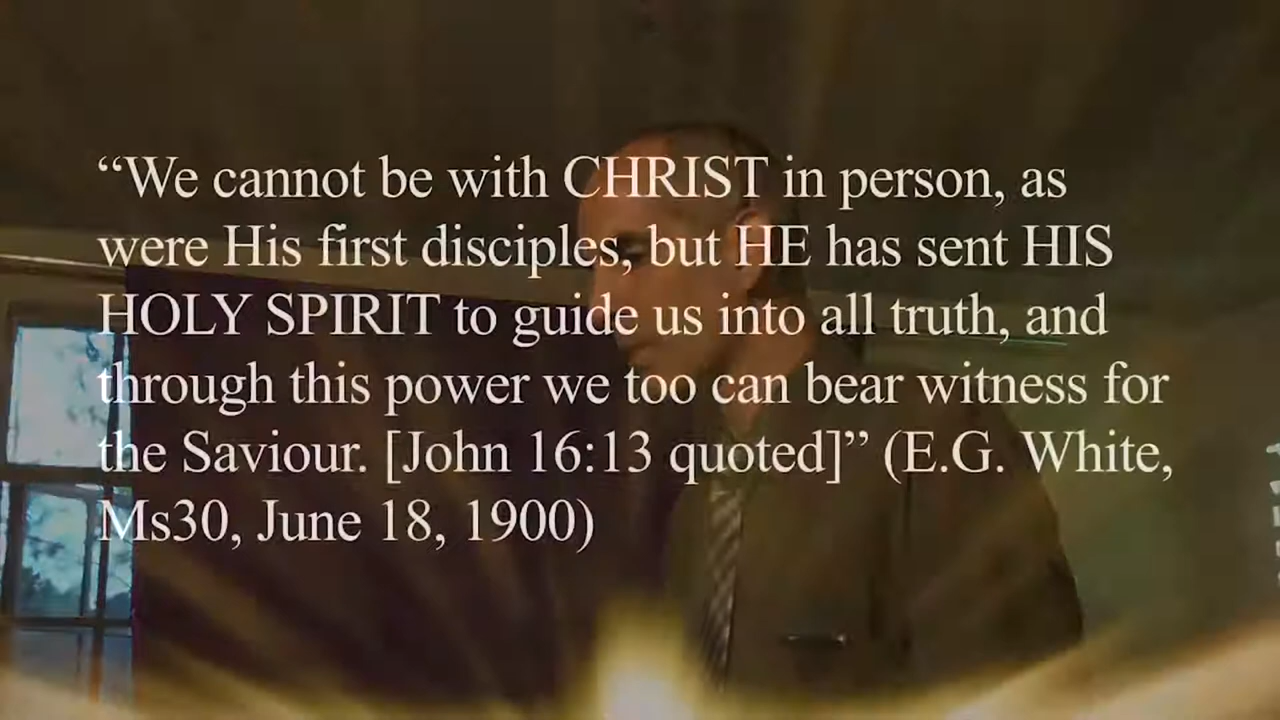 “We cannot be with CHRIST in person, as
were His first disciples, but HE has sent HIS
HOLY SPIRIT to guide us into all truth, and
through this power we too can bear witness for
the Saviour. [John 16:13 quoted]” (E.G. White,
Ms30, June 18, 1900)